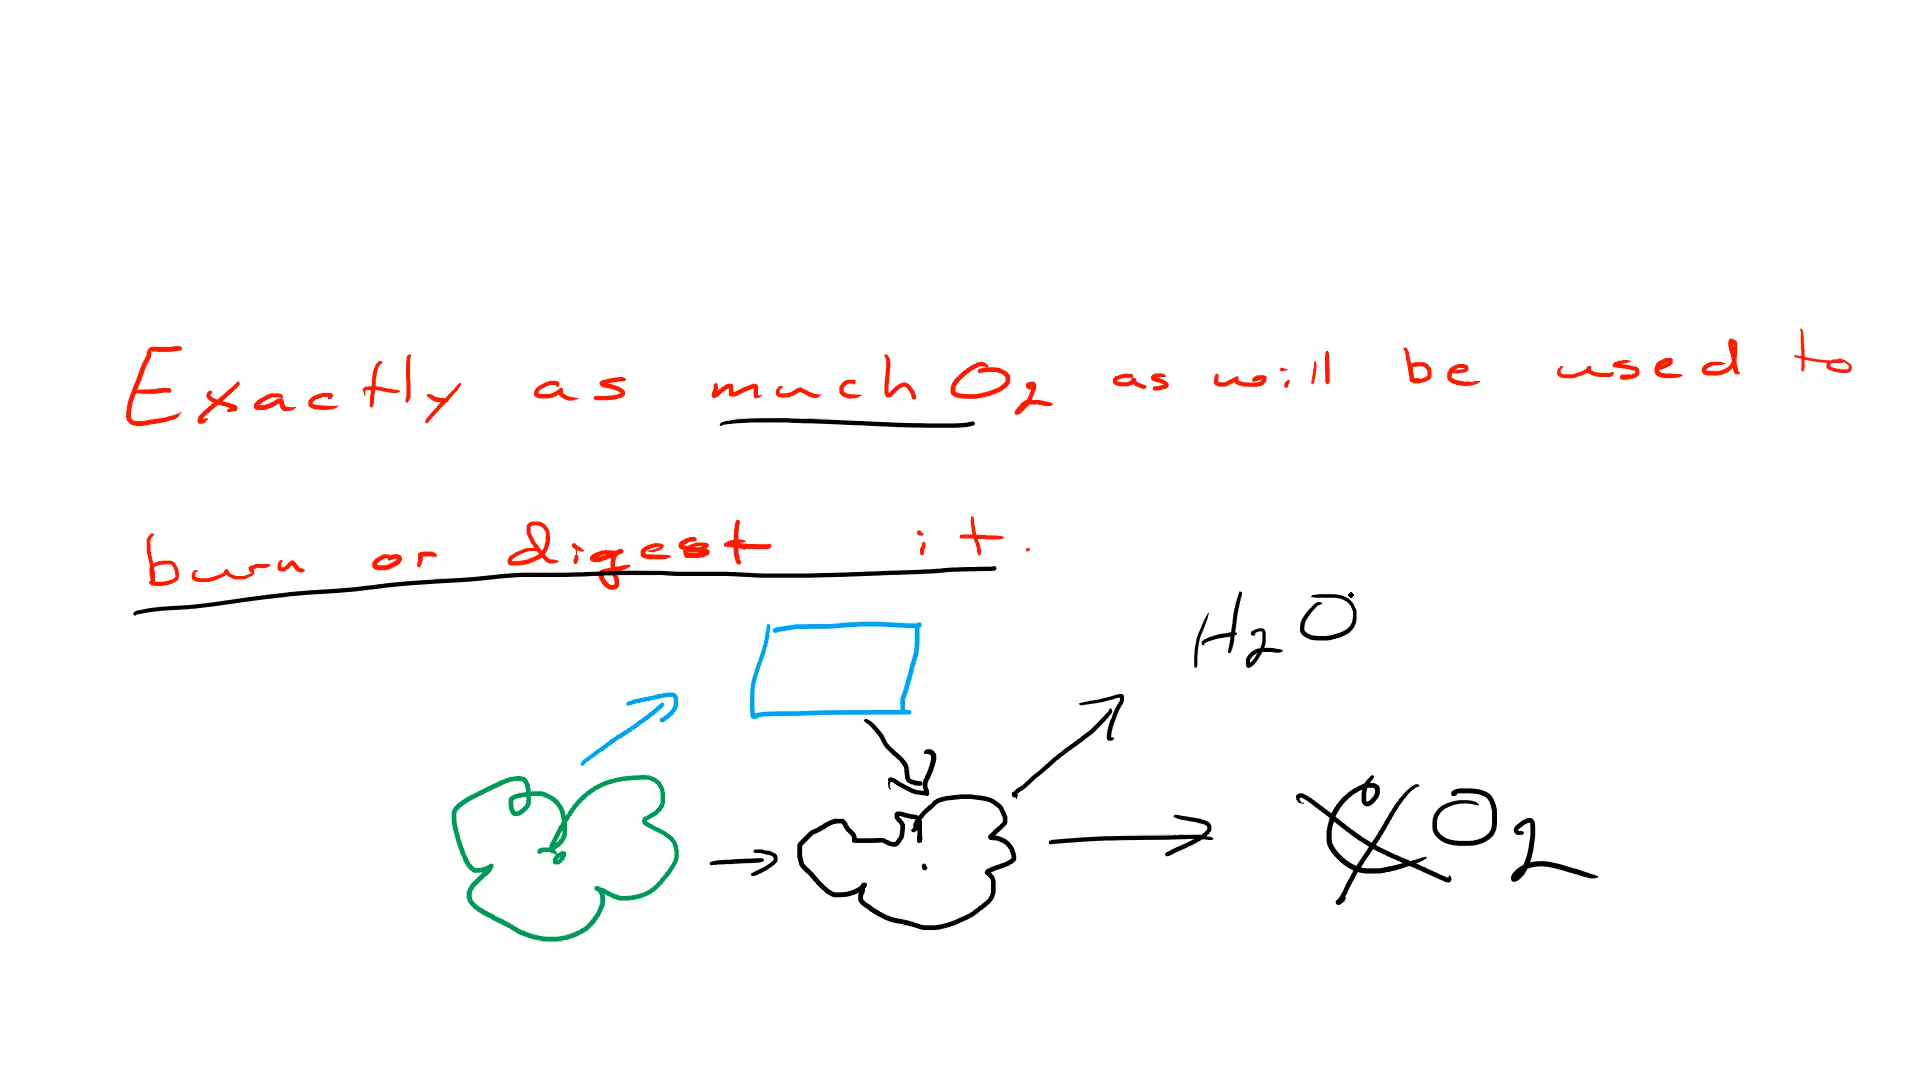 Exactly as much O2 as will be used to
burn or digest it.
H2O
CO2